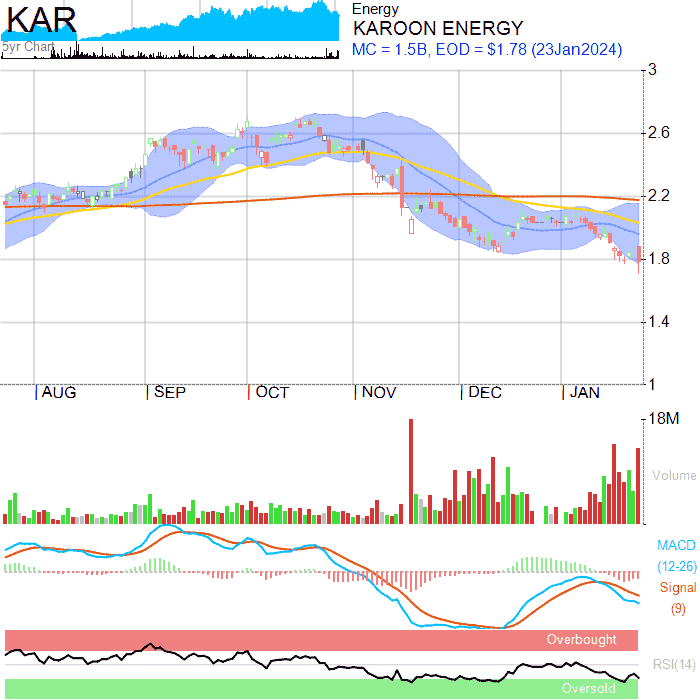 KAR
5yr Chart
Energy
KAROON ENERGY
MC = 1.5B, EOD = $1.78 (23Jan2024)
3
2.6
2.2
1.8
1.4
1
AUG SEP OCT NOV DEC JAN
18M
Volume
MACD
(12-26)
Signal
(9)
Overbought
RSI(14)
Oversold